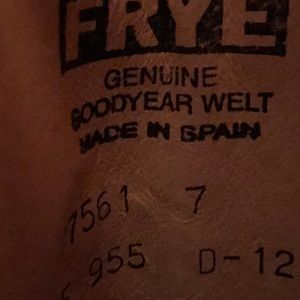 FRYE
GENUINE
GOODYEAR WELT
MADE IN SPAIN
7561 7
955 D-12